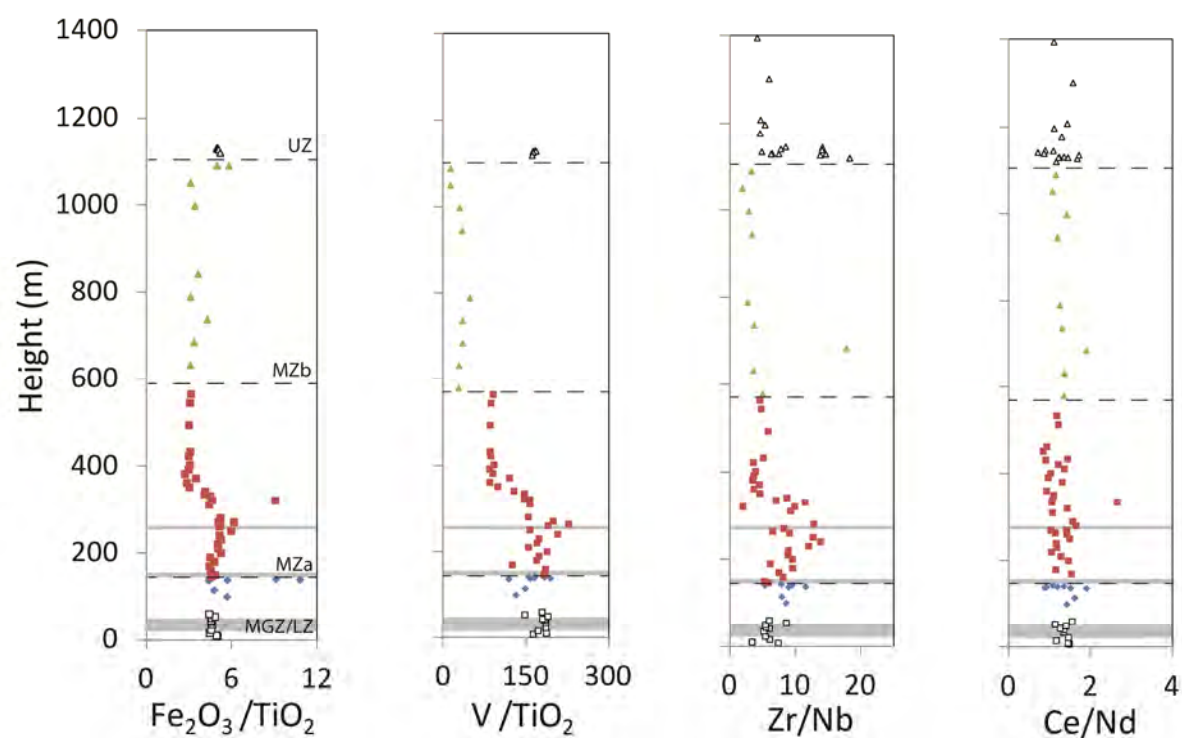 1400
1200
1000
800
600
400
200
0
Height (m)
UZ
MZb
MZa
MGZ/LZ
0 6 12
Fe₂O₃/TiO₂
0 150 300
V/TiO₂
0 10 20
Zr/Nb
0 2 4
Ce/Nd